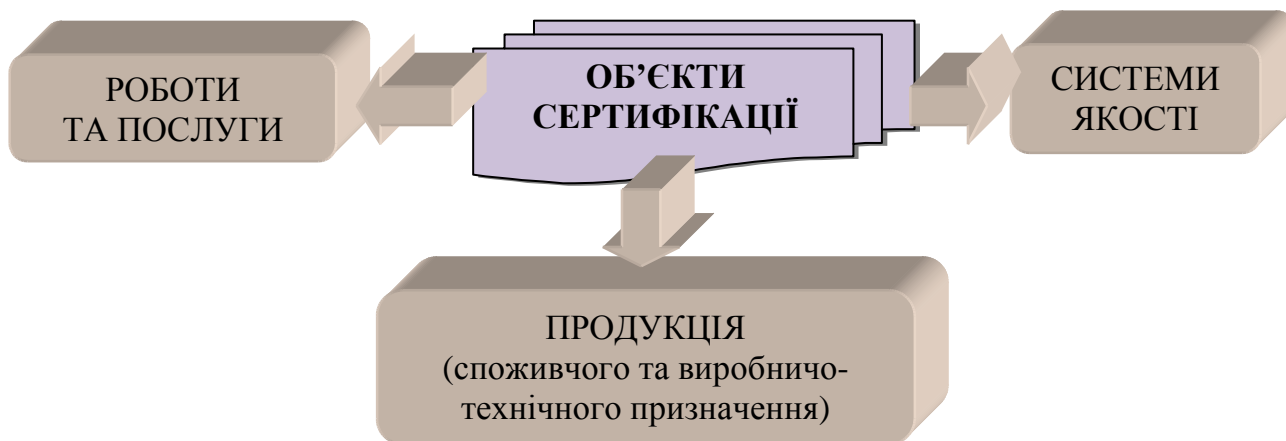 ОБ’ЄКТИ
СЕРТИФІКАЦІЇ
РОБОТИ
ТА ПОСЛУГИ
СИСТЕМИ
ЯКОСТІ
ПРОДУКЦІЯ
(споживчого та виробничо-
технічного призначення)